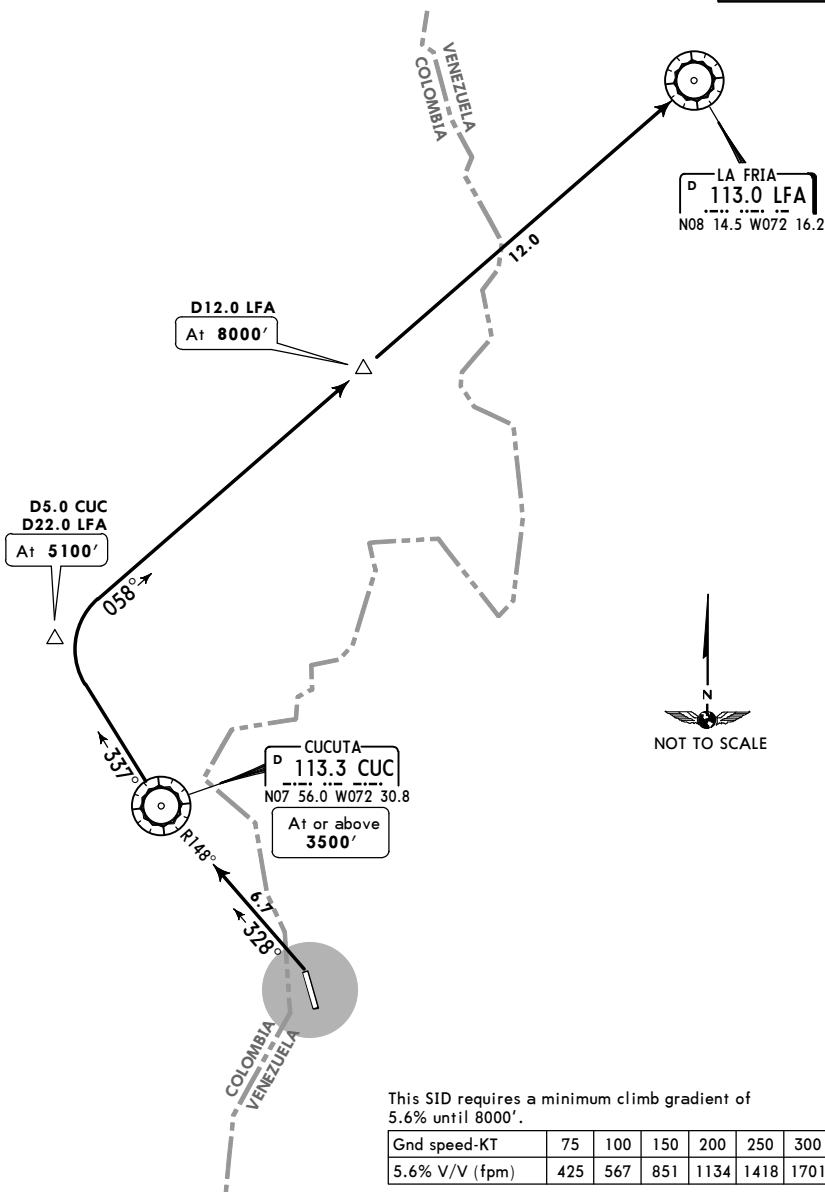 VENEZUELA
COLOMBIA
LA FRIA
D 113.0 LFA
N08 14.5 W072 16.2
12.0
D12.0 LFA
At 8000'
D5.0 CUC
D22.0 LFA
At 5100'
058°
N
NOT TO SCALE
337°
CUCUTA
D 113.3 CUC
N07 56.0 W072 30.8
At or above
3500'
R148°
6.7
328°
COLOMBIA
VENEZUELA
This SID requires a minimum climb gradient of
5.6% until 8000'.
Gnd speed-KT 75 100 150 200 250 300
5.6% V/V (fpm) 425 567 851 1134 1418 1701